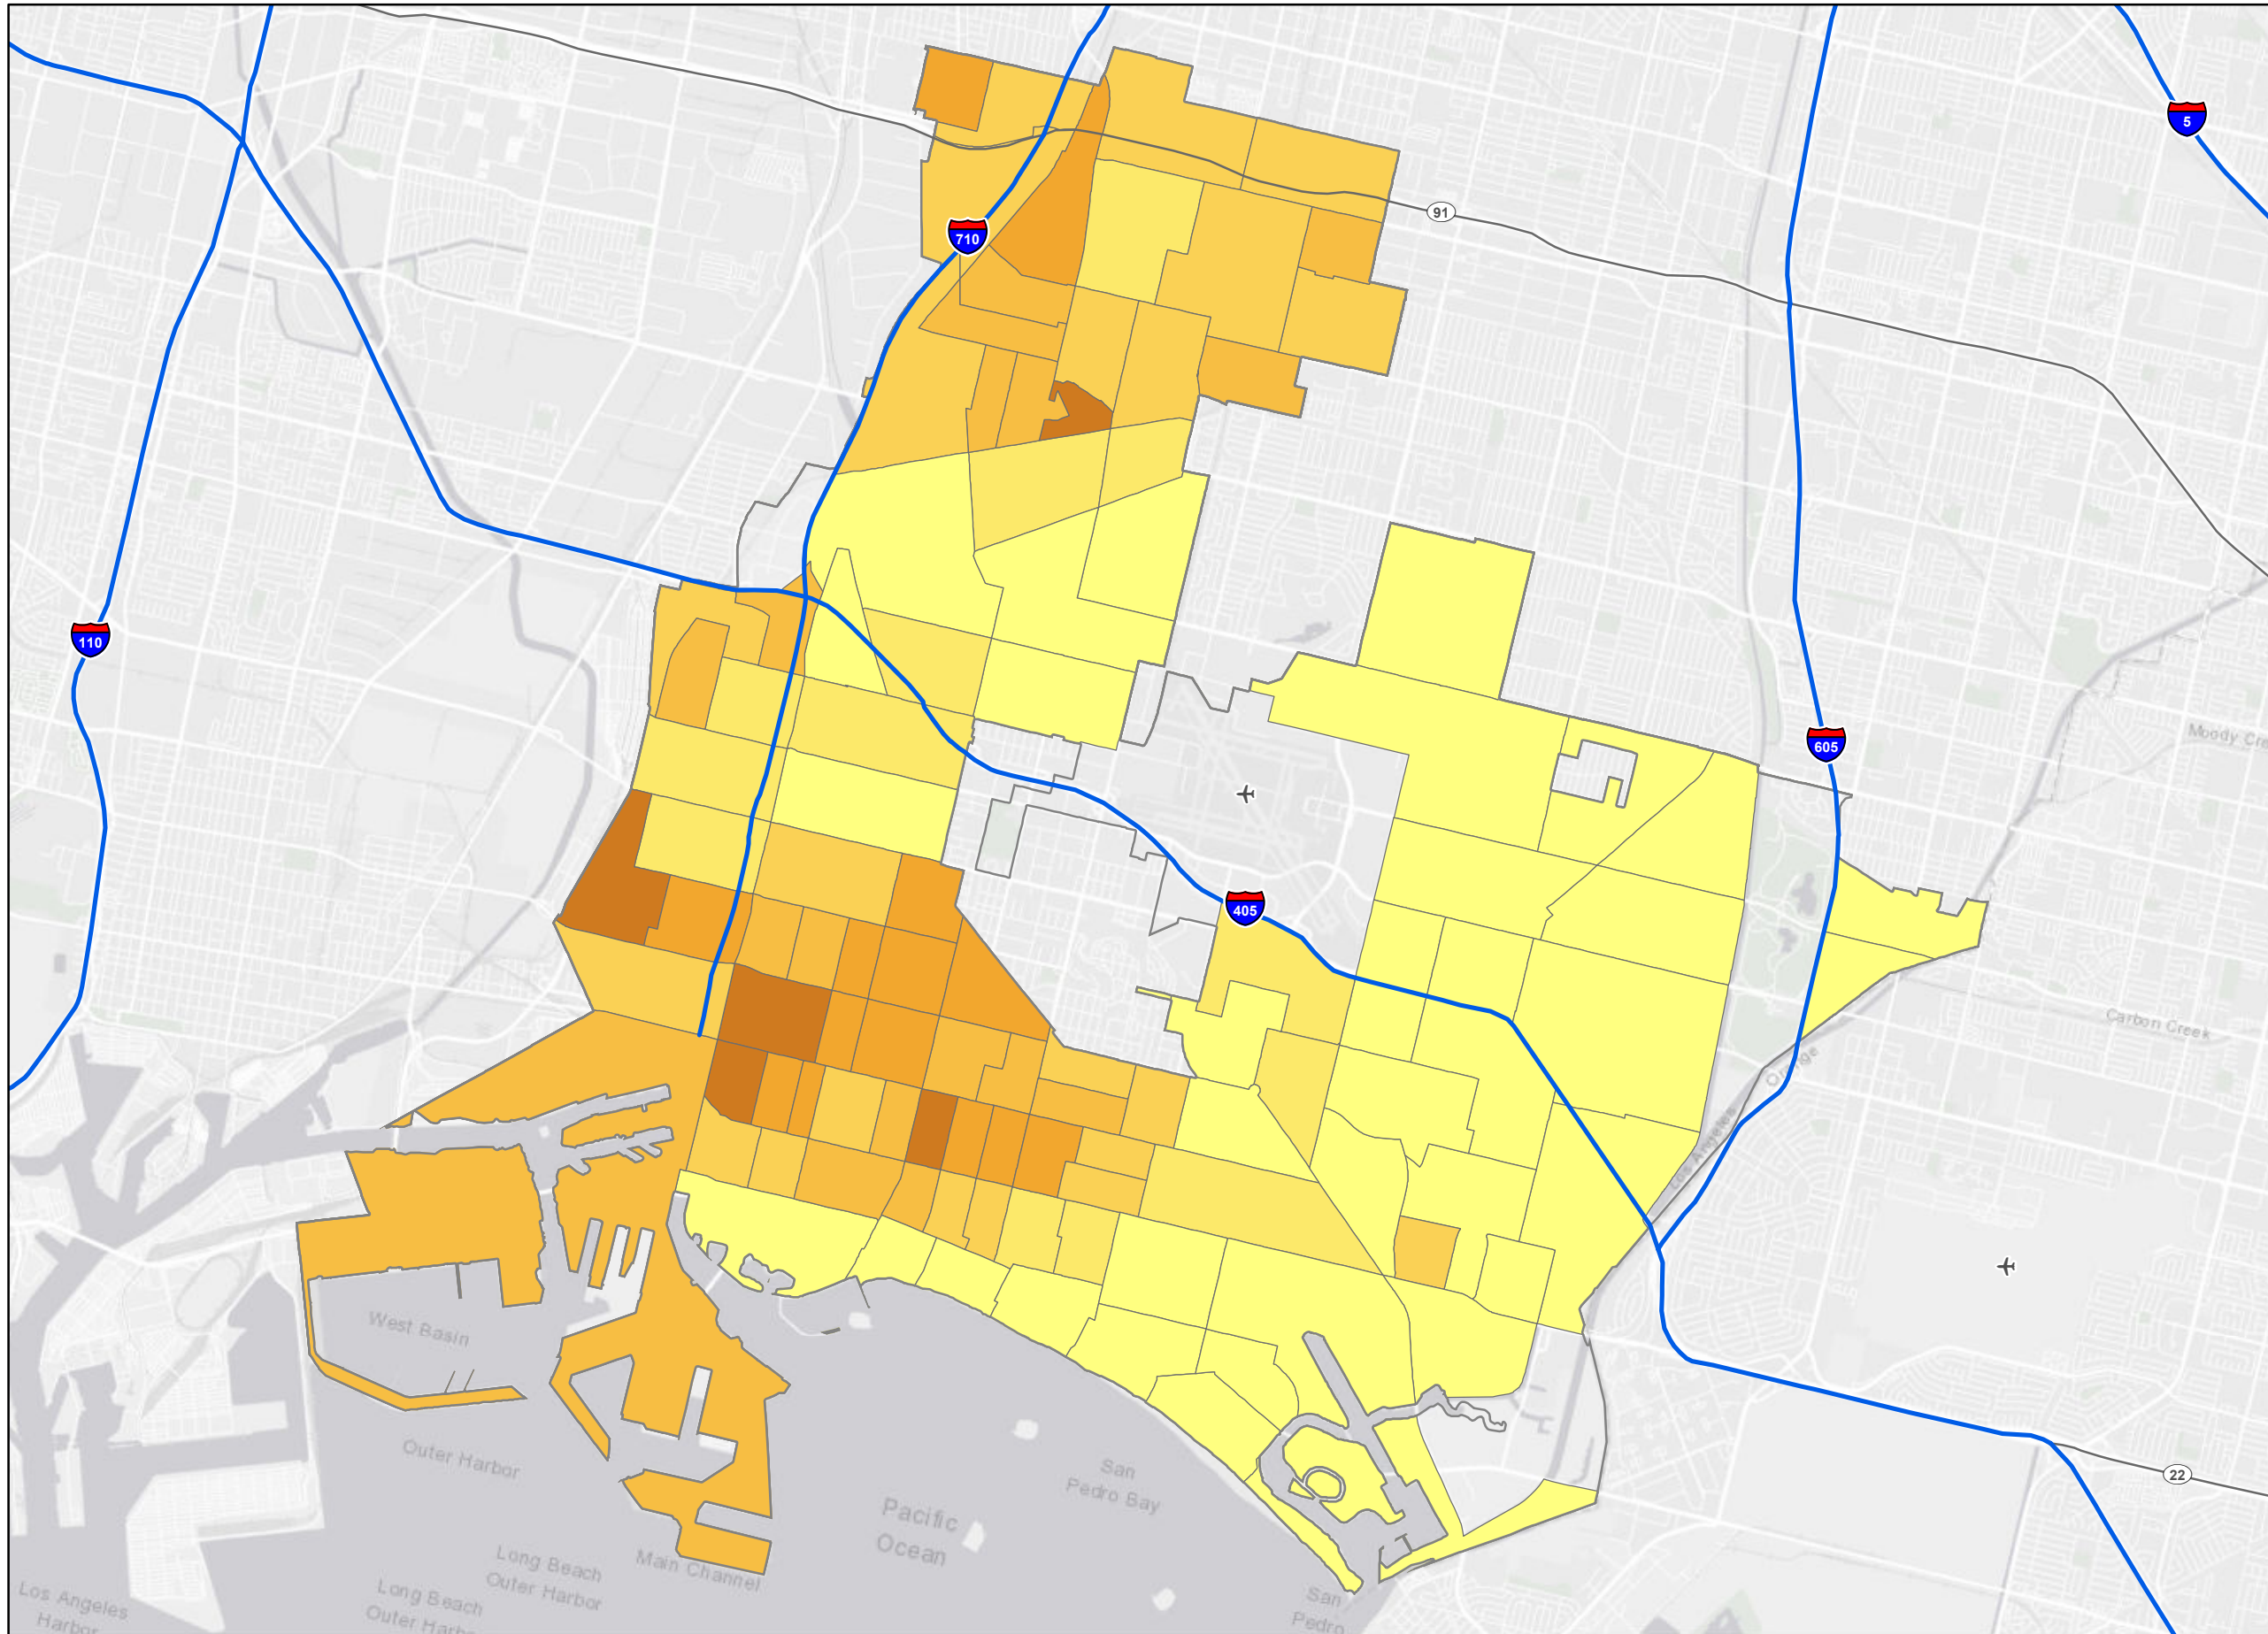 5
91
710
110
605
Moody Cre
405
Carbon Creek
Orange
Los Angeles
West Basin
Outer Harbor
San
Pedro Bay
Pacific
Ocean
22
Long Beach
Outer Harbor
Main Channel
Los Angeles
Harbor
Long Beach
Outer Harb
San
Pedro